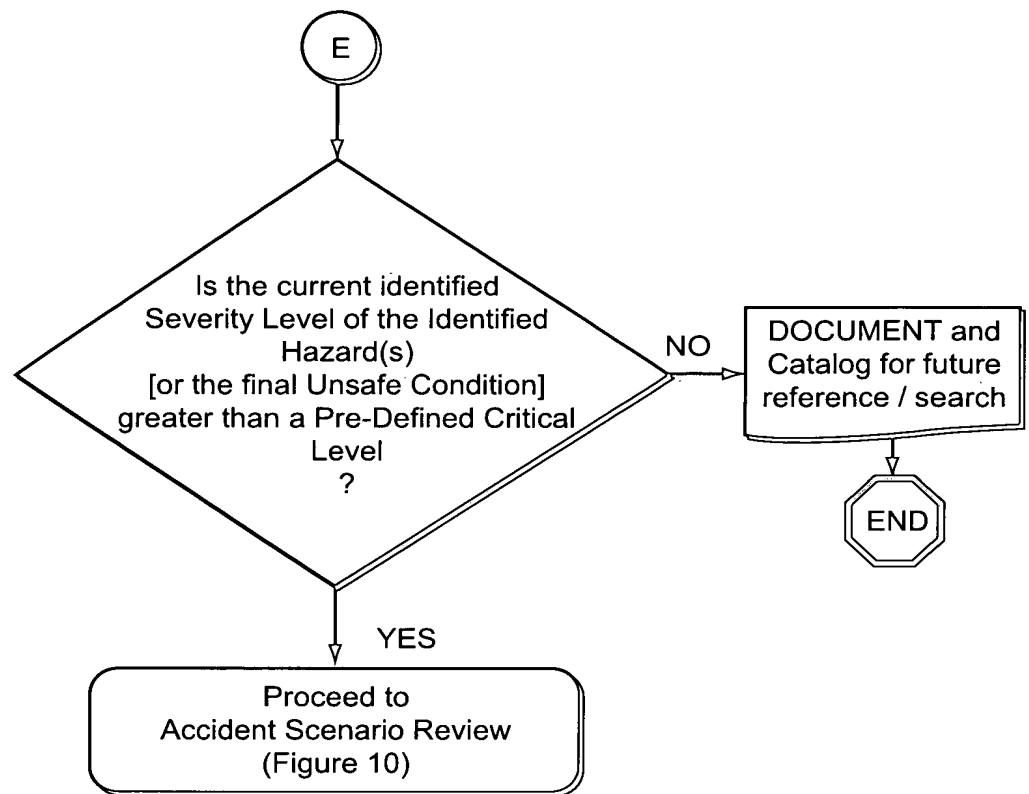 E
Is the current identified
Severity Level of the Identified
Hazard(s)
[or the final Unsafe Condition]
greater than a Pre-Defined Critical
Level
?
NO
DOCUMENT and
Catalog for future
reference / search
END
YES
Proceed to
Accident Scenario Review
(Figure 10)